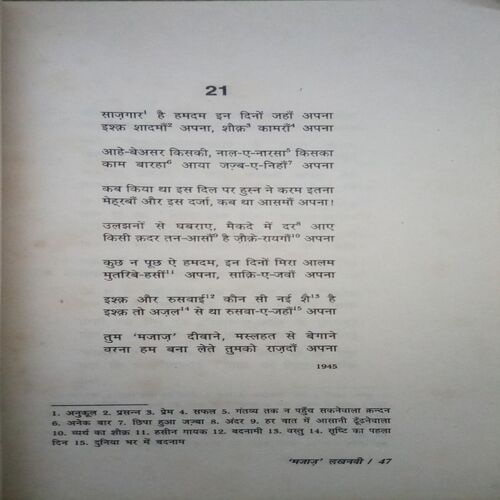 21
साज़गार¹ है हमदम इन दिनों जहाँ अपना
इश्क़ शादमाँ² अपना, शौक़³ कामराँ⁴ अपना
आहे-बेअसर किसकी, नाल-ए-नारसा⁵ किसका
काम बारहा⁶ आया जज़्ब-ए-निहाँ⁷ अपना
कब किया था इस दिल पर हुस्न ने करम इतना
मेहरबाँ और इस दर्जा, कब था आसमाँ अपना!
उलझनों से घबराए, मैकदे में दर⁸ आए
किसी क़दर तन-आसाँ⁹ है ज़ौक़े-रायगाँ¹⁰ अपना
कुछ न पूछ ऐ हमदम, इन दिनों मिरा आलम
मुतरिबे-हसीं¹¹ अपना, साक़ि-ए-जवाँ अपना
इश्क़ और रुसवाई¹² कौन सी नई शै¹³ है
इश्क़ तो अज़ल¹⁴ से था रुसवा-ए-जहाँ¹⁵ अपना
तुम 'मजाज़' दीवाने, मस्लहत से बेगाने
वरना हम बना लेते तुमको राज़दाँ अपना
1945
1. अनुकूल 2. प्रसन्न 3. प्रेम 4. सफल 5. गंतव्य तक न पहुँच सकनेवाला क्रन्दन
6. अनेक बार 7. छिपा हुआ जज़्बा 8. अंदर 9. हर बात में आसानी ढूँढनेवाला
10. व्यर्थ का शौक़ 11. हसीन गायक 12. बदनामी 13. वस्तु 14. सृष्टि का पहला
दिन 15. दुनिया भर में बदनाम
'मजाज़' लखनवी / 47